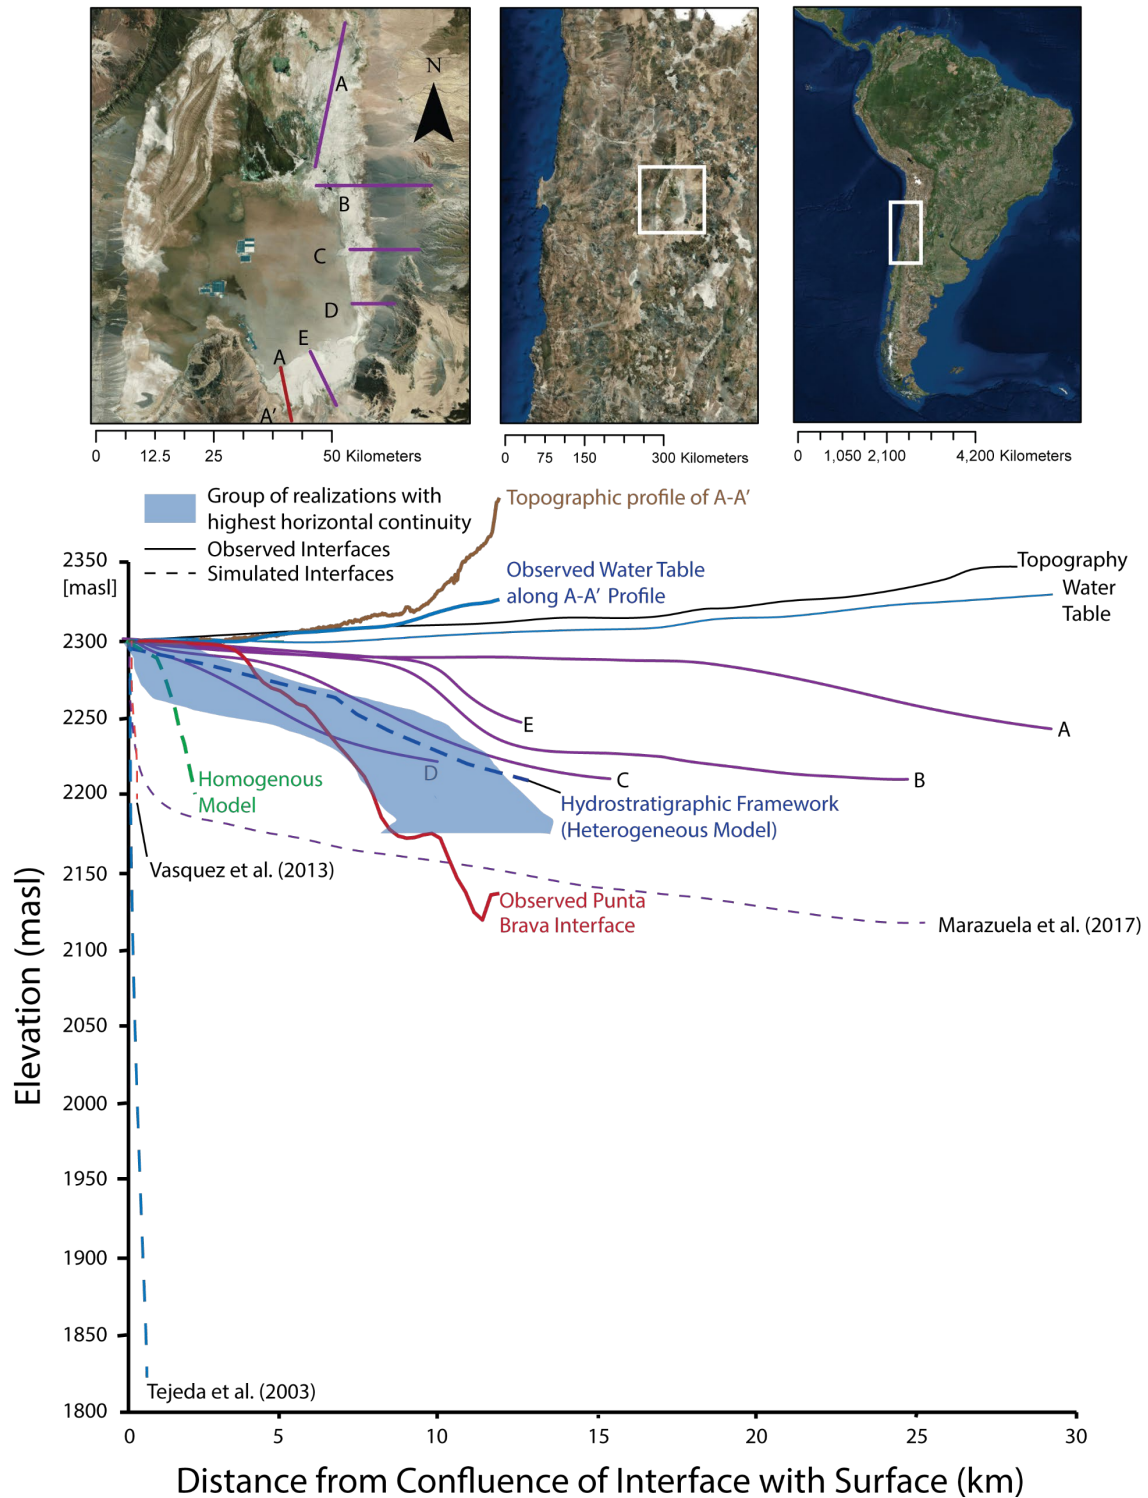 N
A
B
C
D
E
A
A'
0 12.5 25 50 Kilometers
0 75 150 300 Kilometers
0 1,050 2,100 4,200 Kilometers
Group of realizations with
highest horizontal continuity
Observed Interfaces
Simulated Interfaces
Topographic profile of A-A'
Observed Water Table
along A-A' Profile
Topography
Water
Table
2350
[masl]
2300
2250
2200
2150
2100
2050
2000
1950
1900
1850
1800
Elevation (masl)
E
A
D
C
B
Homogenous
Model
Hydrostratigraphic Framework
(Heterogeneous Model)
Vasquez et al. (2013)
Observed Punta
Brava Interface
Marazuela et al. (2017)
Tejeda et al. (2003)
0 5 10 15 20 25 30
Distance from Confluence of Interface with Surface (km)